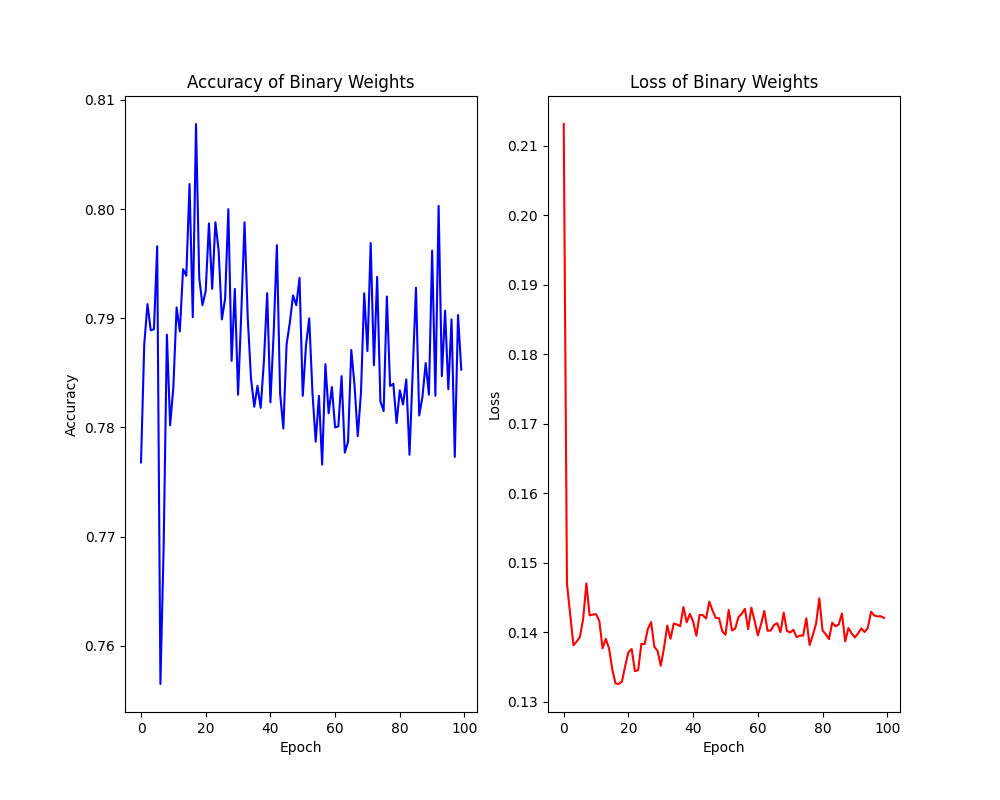 Accuracy of Binary Weights
0.81
0.80
0.79
0.78
0.77
0.76
Accuracy
0 20 40 60 80 100
Epoch
Loss of Binary Weights
0.21
0.20
0.19
0.18
0.17
0.16
0.15
0.14
0.13
Loss
0 20 40 60 80 100
Epoch